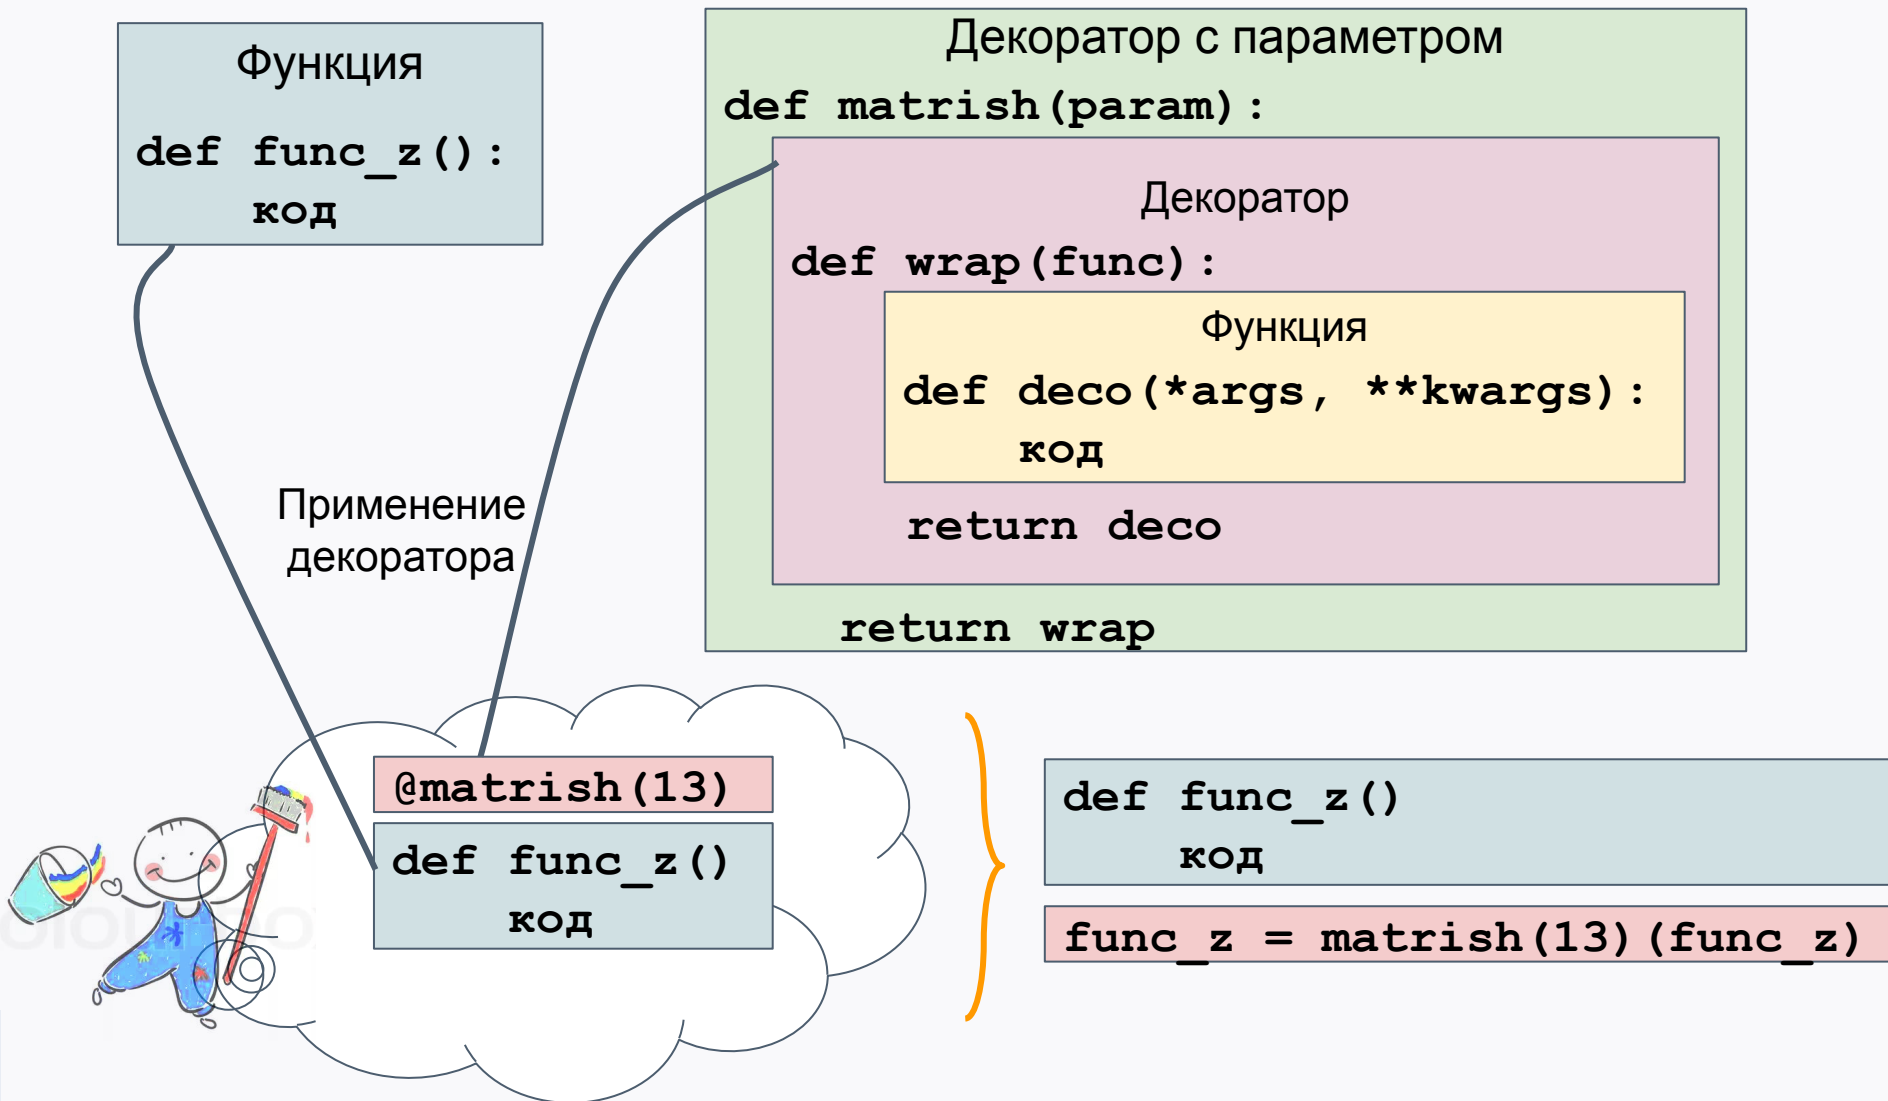 Функция
def func_z():
код
Декоратор с параметром
def matrish(param):
Декоратор
def wrap(func):
Функция
def deco(*args, **kwargs):
код
return deco
return wrap
Применение
декоратора
@matrish(13)
def func_z()
код
def func_z()
код
func_z = matrish(13)(func_z)